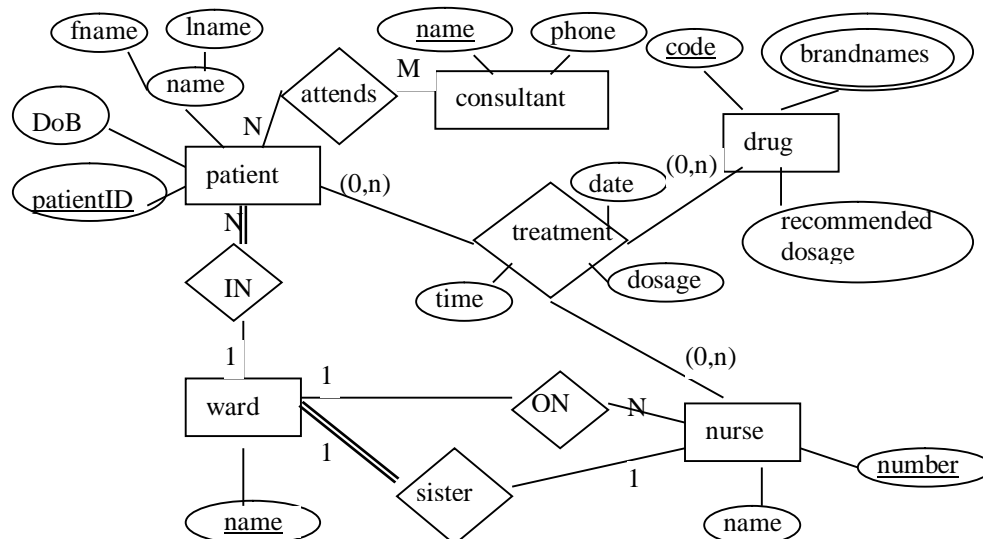 fname
lname
name
phone
code
brandnames
name
M
attends
consultant
DoB
N
drug
patient
(0,n)
(0,n)
date
patientID
N
treatment
recommended
dosage
IN
time
dosage
1
1
(0,n)
ward
ON
N
nurse
1
sister
1
number
name
name